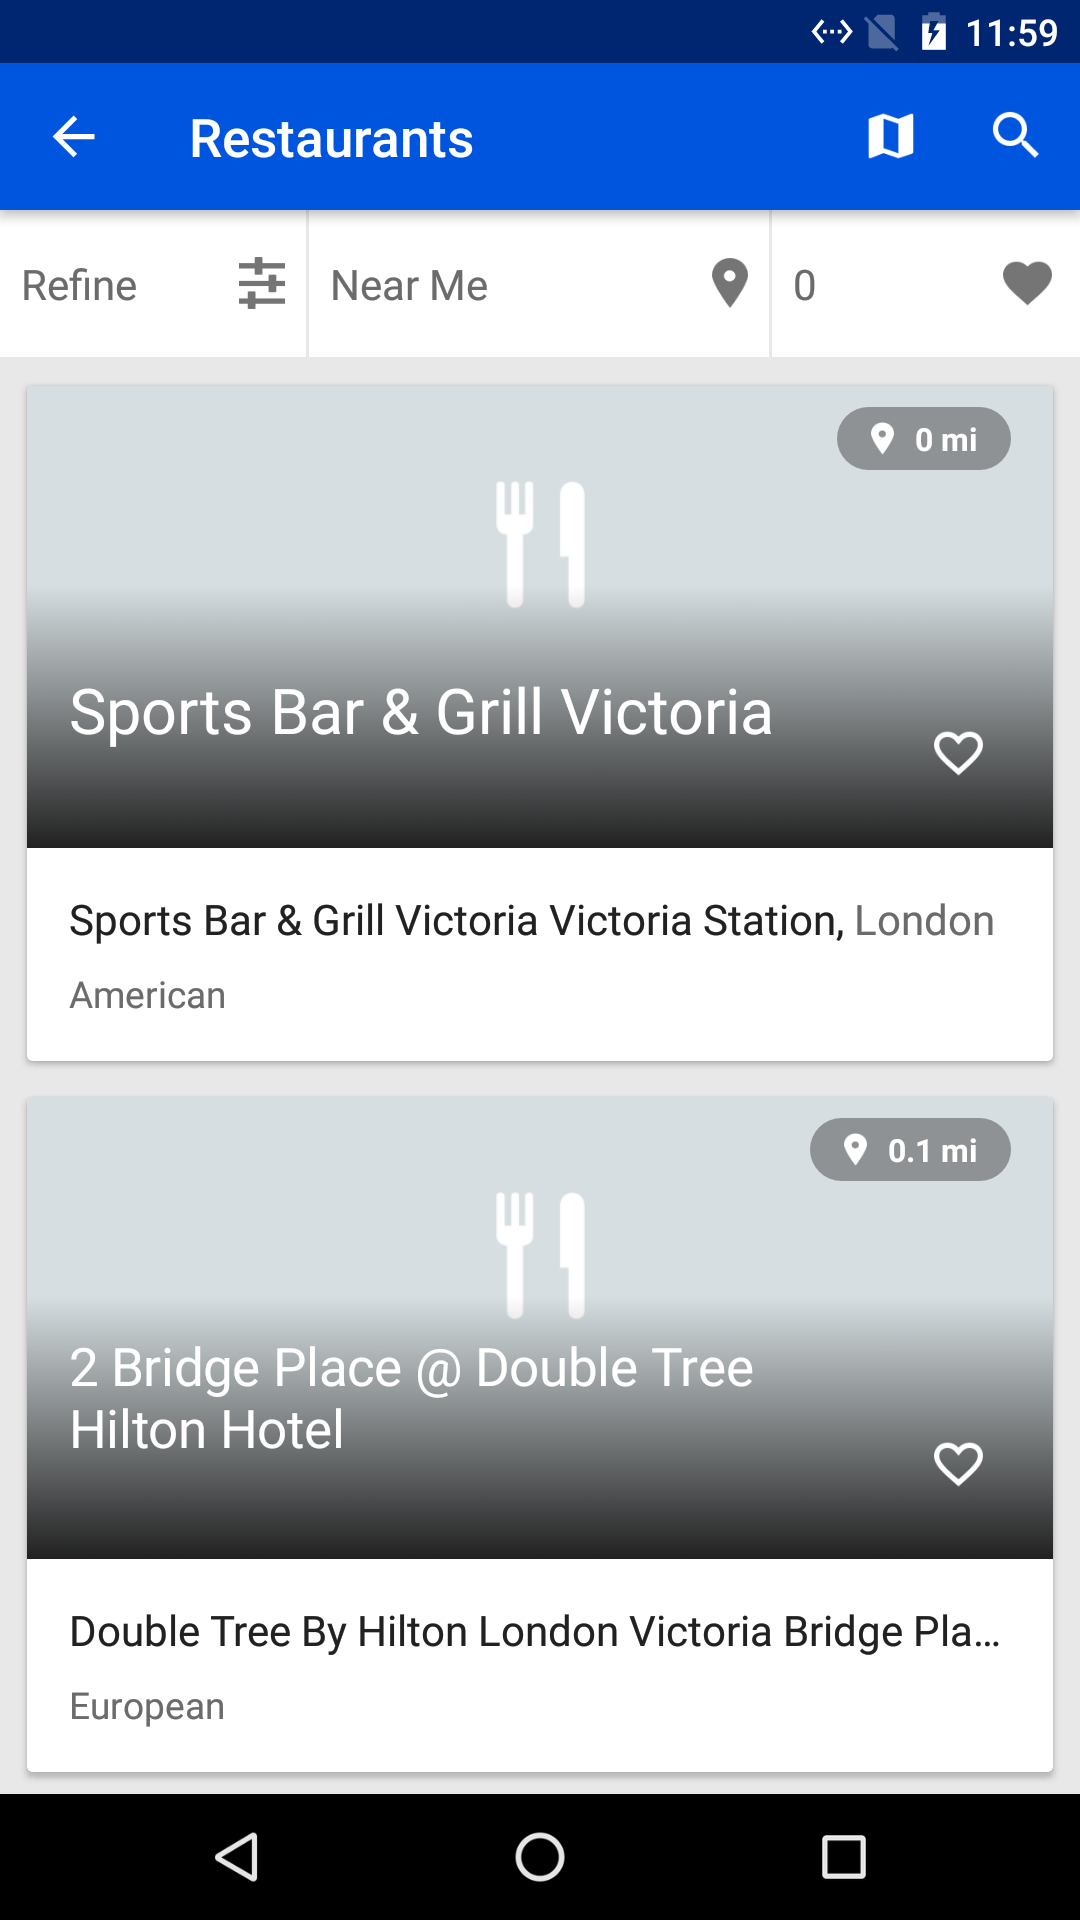 11:59
Restaurants
Refine
Near Me
0
0 mi
Sports Bar & Grill Victoria
Sports Bar & Grill Victoria Victoria Station, London
American
0.1 mi
2 Bridge Place @ Double Tree
Hilton Hotel
Double Tree By Hilton London Victoria Bridge Pla...
European